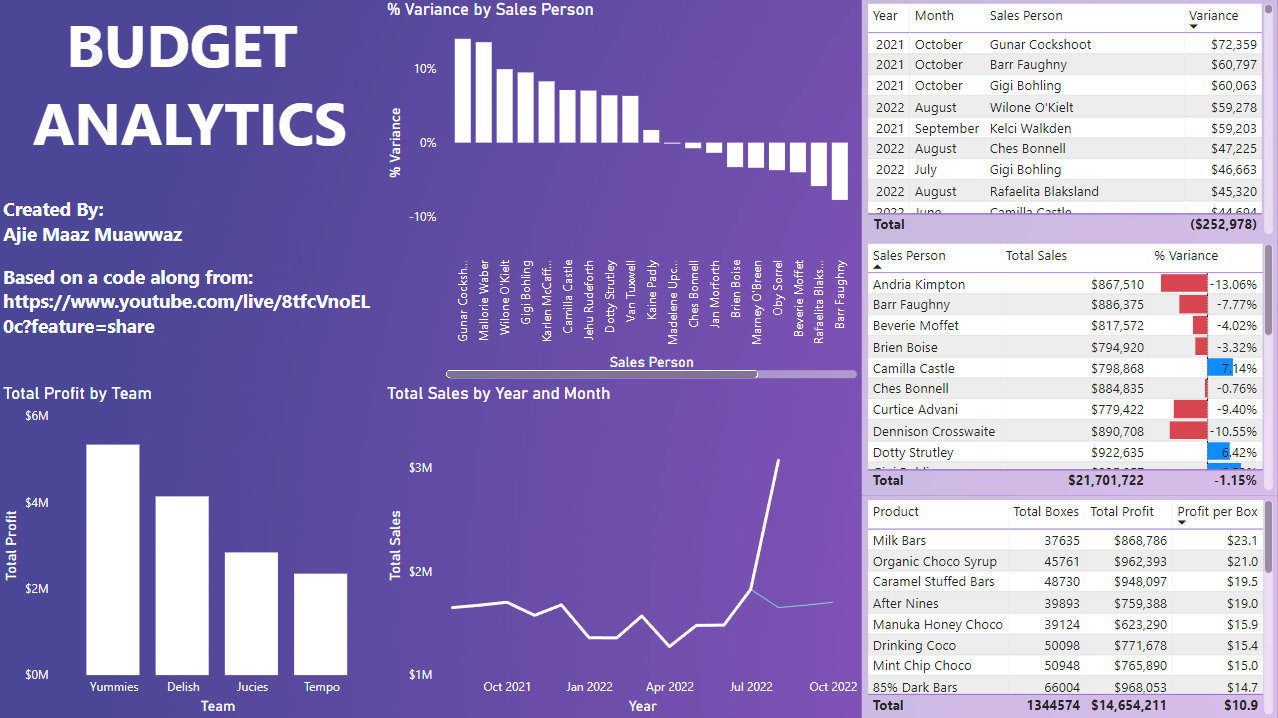 BUDGET
ANALYTICS
Created By:
Ajie Maaz Muawwaz
Based on a code along from:
https://www.youtube.com/live/8tfcVnoEL
0c?feature=share
% Variance by Sales Person
% Variance
10%
0%
-10%
Gunar Cocksh...
Mallorie Waber
Wilone O'Kielt
Gigi Bohling
Karlen McCaff...
Camilla Castle
Jehu Rudeforth
Dotty Strutley
Van Tuxwell
Kaine Padly
Madelene Upc...
Ches Bonnell
Jan Morforth
Brien Boise
Marney O'Breen
Oby Sorrel
Beverie Moffet
Rafaelita Blaks...
Barr Faughny
Sales Person
Total Profit by Team
Total Profit
$6M
$4M
$2M
$0M
Yummies Delish Jucies Tempo
Team
Total Sales by Year and Month
Total Sales
$3M
$2M
$1M
Oct 2021 Jan 2022 Apr 2022 Jul 2022 Oct 2022
Year
Year Month Sales Person Variance
2021 October Gunar Cockshoot $72,359
2021 October Barr Faughny $60,797
2021 October Gigi Bohling $60,063
2022 August Wilone O'Kielt $59,278
2021 September Kelci Walkden $59,203
2022 August Ches Bonnell $47,225
2022 July Gigi Bohling $46,663
2022 August Rafaelita Blaksland $45,320
2022 June Camilla Castle $44,694
Total ($252,978)
Sales Person Total Sales % Variance
Andria Kimpton $867,510 -13.06%
Barr Faughny $886,375 -7.77%
Beverie Moffet $817,572 -4.02%
Brien Boise $794,920 -3.32%
Camilla Castle $798,868 7.14%
Ches Bonnell $884,835 -0.76%
Curtice Advani $779,422 -9.40%
Dennison Crosswaite $890,708 -10.55%
Dotty Strutley $922,635 6.42%
Total $21,701,722 -1.15%
Product Total Boxes Total Profit Profit per Box
Milk Bars 37635 $868,786 $23.1
Organic Choco Syrup 45761 $962,393 $21.0
Caramel Stuffed Bars 48730 $948,097 $19.5
After Nines 39893 $759,388 $19.0
Manuka Honey Choco 39124 $623,290 $15.9
Drinking Coco 50098 $771,678 $15.4
Mint Chip Choco 50948 $765,890 $15.0
85% Dark Bars 66004 $968,053 $14.7
Total 1344574 $14,654,211 $10.9